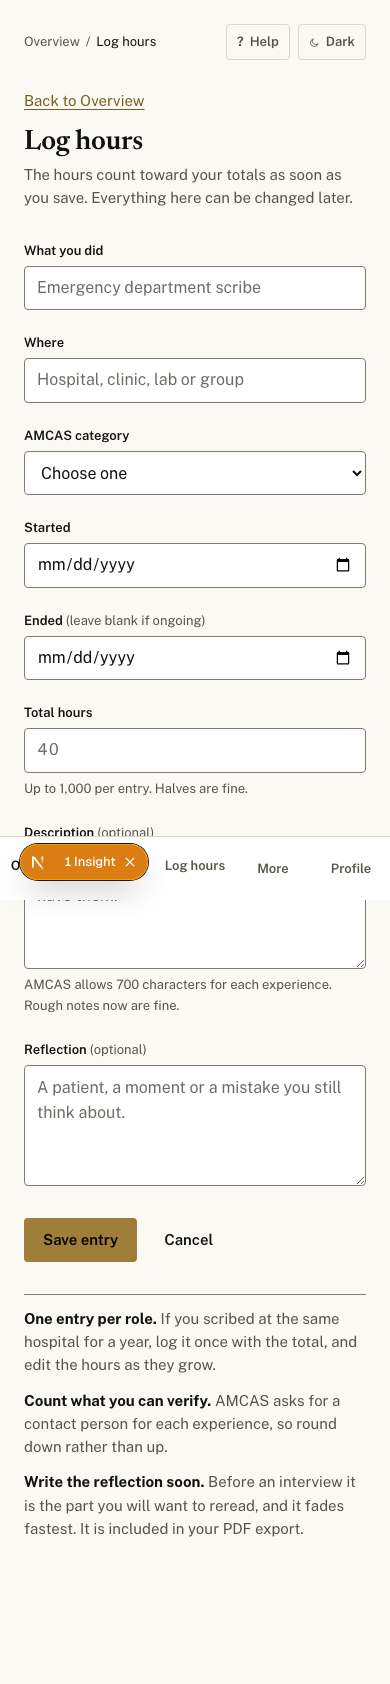 Overview / Log hours
? Help
Dark
Back to Overview
Log hours
The hours count toward your totals as soon as
you save. Everything here can be changed later.
What you did
Emergency department scribe
Where
Hospital, clinic, lab or group
AMCAS category
Choose one
Started
mm/dd/yyyy
Ended (leave blank if ongoing)
mm/dd/yyyy
Total hours
40
Up to 1,000 per entry. Halves are fine.
Description (optional)
N 1 Insight
Log hours
More
Profile
AMCAS allows 700 characters for each experience.
Rough notes now are fine.
Reflection (optional)
A patient, a moment or a mistake you still
think about.
Save entry
Cancel
One entry per role. If you scribed at the same
hospital for a year, log it once with the total, and
edit the hours as they grow.
Count what you can verify. AMCAS asks for a
contact person for each experience, so round
down rather than up.
Write the reflection soon. Before an interview it
is the part you will want to reread, and it fades
fastest. It is included in your PDF export.